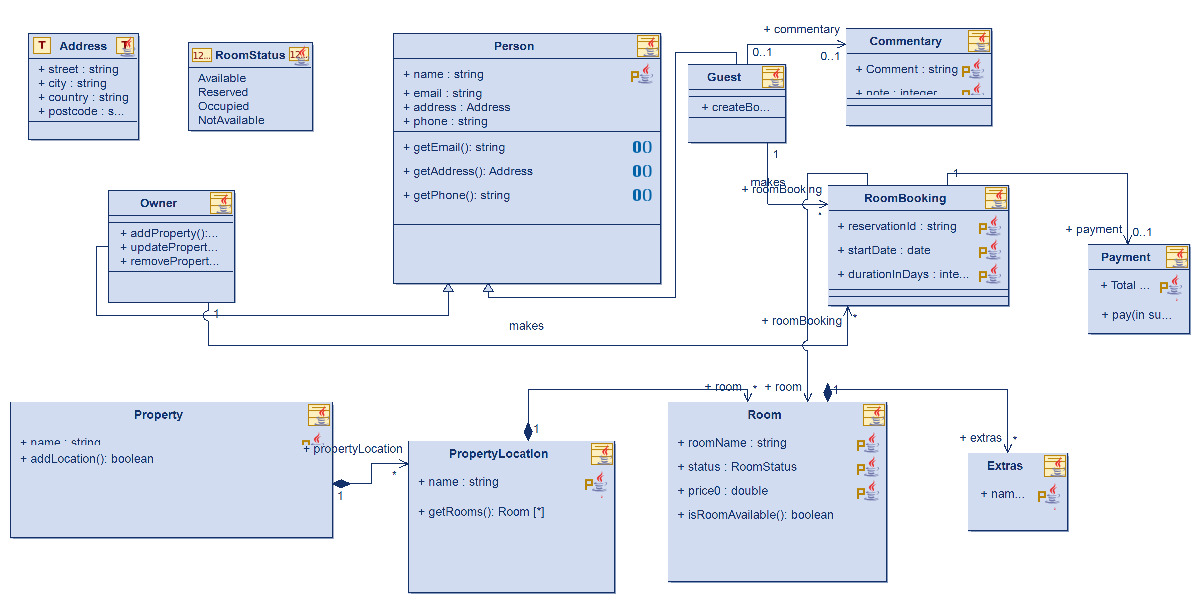 T Address T
+ street : string
+ city : string
+ country : string
+ postcode : s...
12... RoomStatus 12
Available
Reserved
Occupied
NotAvailable
Person
+ name : string
+ email : string
+ address : Address
+ phone : string
+ getEmail(): string
+ getAddress(): Address
+ getPhone(): string
Guest
+ createBo...
+ commentary
0..1
0..1
Commentary
+ Comment : string
+ note : integer
1
makes
+ roomBooking
*
Owner
+ addProperty():...
+ updatePropert...
+ removePropert...
1
makes
+ roomBooking
*
RoomBooking
+ reservationId : string
+ startDate : date
+ durationInDays : inte...
1
+ payment
0..1
Payment
+ Total ...
+ pay(in su...
Property
+ name : string
+ addLocation(): boolean
+ propertyLocation
*
1
PropertyLocation
+ name : string
+ getRooms(): Room [*]
1
+ room
*
+ room
1
Room
+ roomName : string
+ status : RoomStatus
+ price0 : double
+ isRoomAvailable(): boolean
+ extras
*
Extras
+ nam...